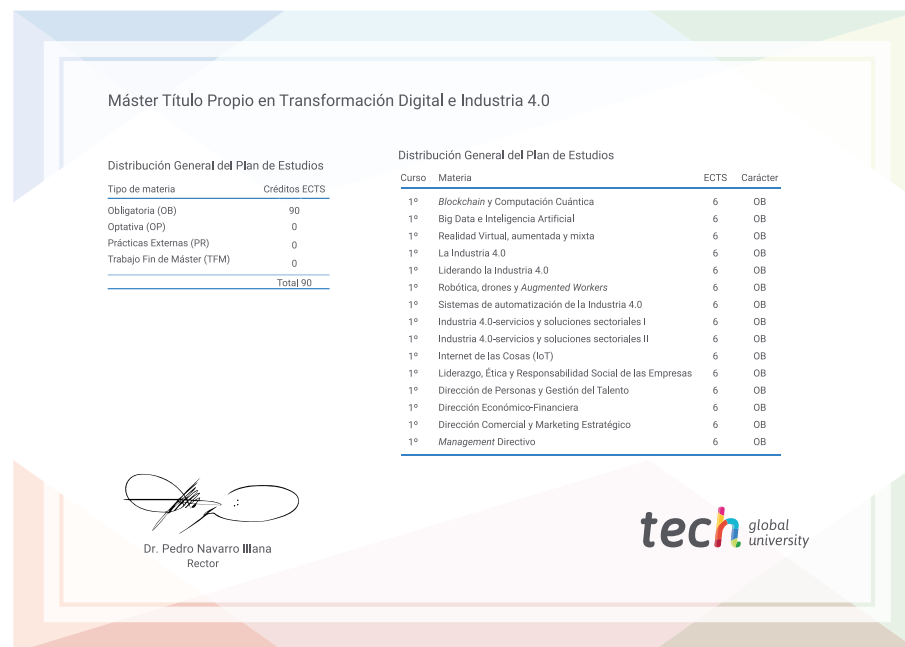 Máster Título Propio en Transformación Digital e Industria 4.0
Distribución General del Plan de Estudios
Tipo de materia Créditos ECTS
Obligatoria (OB) 90
Optativa (OP) 0
Prácticas Externas (PR) 0
Trabajo Fin de Máster (TFM) 0
Total 90
Distribución General del Plan de Estudios
Curso Materia ECTS Carácter
1º Blockchain y Computación Cuántica 6 OB
1º Big Data e Inteligencia Artificial 6 OB
1º Realidad Virtual, aumentada y mixta 6 OB
1º La Industria 4.0 6 OB
1º Liderando la Industria 4.0 6 OB
1º Robótica, drones y Augmented Workers 6 OB
1º Sistemas de automatización de la Industria 4.0 6 OB
1º Industria 4.0-servicios y soluciones sectoriales I 6 OB
1º Industria 4.0-servicios y soluciones sectoriales II 6 OB
1º Internet de las Cosas (IoT) 6 OB
1º Liderazgo, Ética y Responsabilidad Social de las Empresas 6 OB
1º Dirección de Personas y Gestión del Talento 6 OB
1º Dirección Económico-Financiera 6 OB
1º Dirección Comercial y Marketing Estratégico 6 OB
1º Management Directivo 6 OB
Dr. Pedro Navarro Illana
Rector
tech global
university